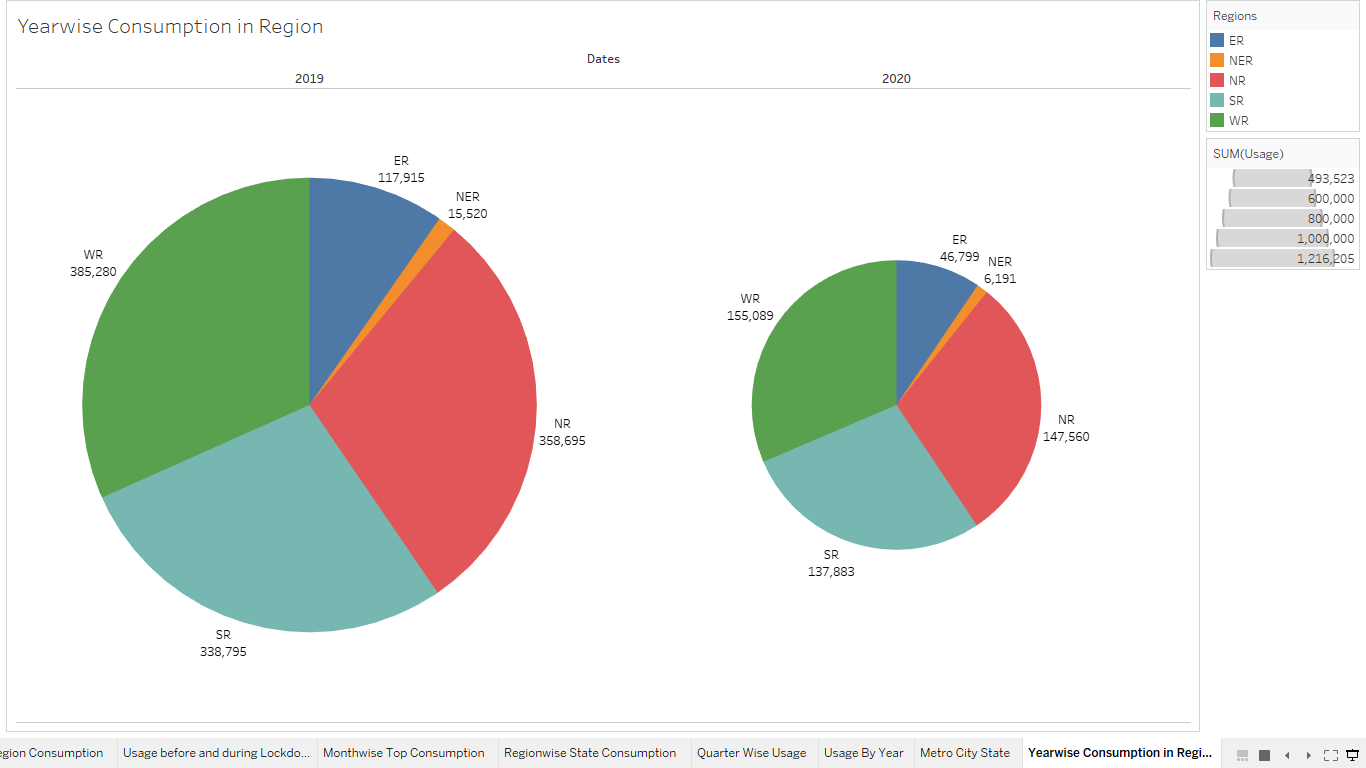 Yearwise Consumption in Region
Dates
2019
2020
ER
117,915
NER
15,520
WR
385,280
NR
358,695
SR
338,795
ER
46,799
NER
6,191
WR
155,089
NR
147,560
SR
137,883
Regions
ER
NER
NR
SR
WR
SUM(Usage)
493,523
600,000
800,000
1,000,000
1,216,205
egion Consumption
Usage before and during Lockdo...
Monthwise Top Consumption
Regionwise State Consumption
Quarter Wise Usage
Usage By Year
Metro City State
Yearwise Consumption in Regi...